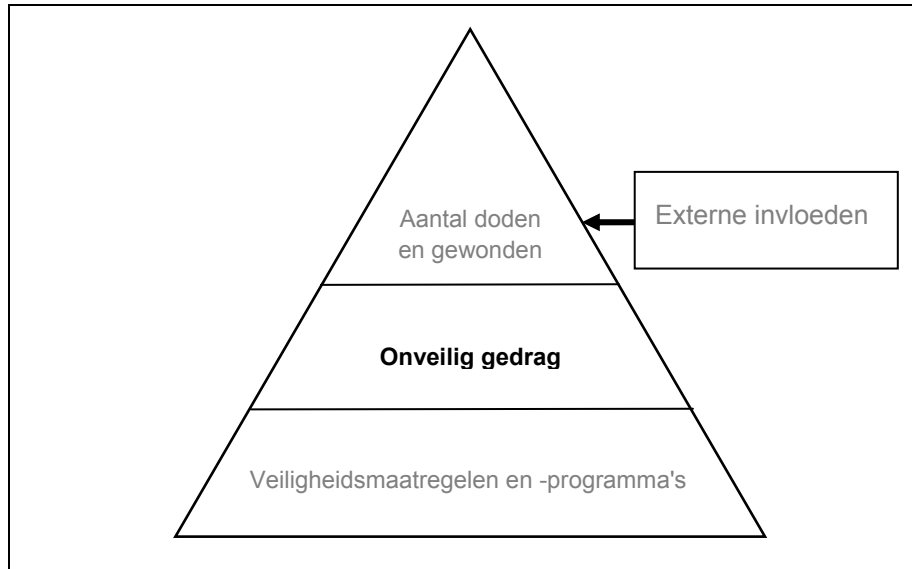 Aantal doden
en gewonden
Externe invloeden
Onveilig gedrag
Veiligheidsmaatregelen en -programma's